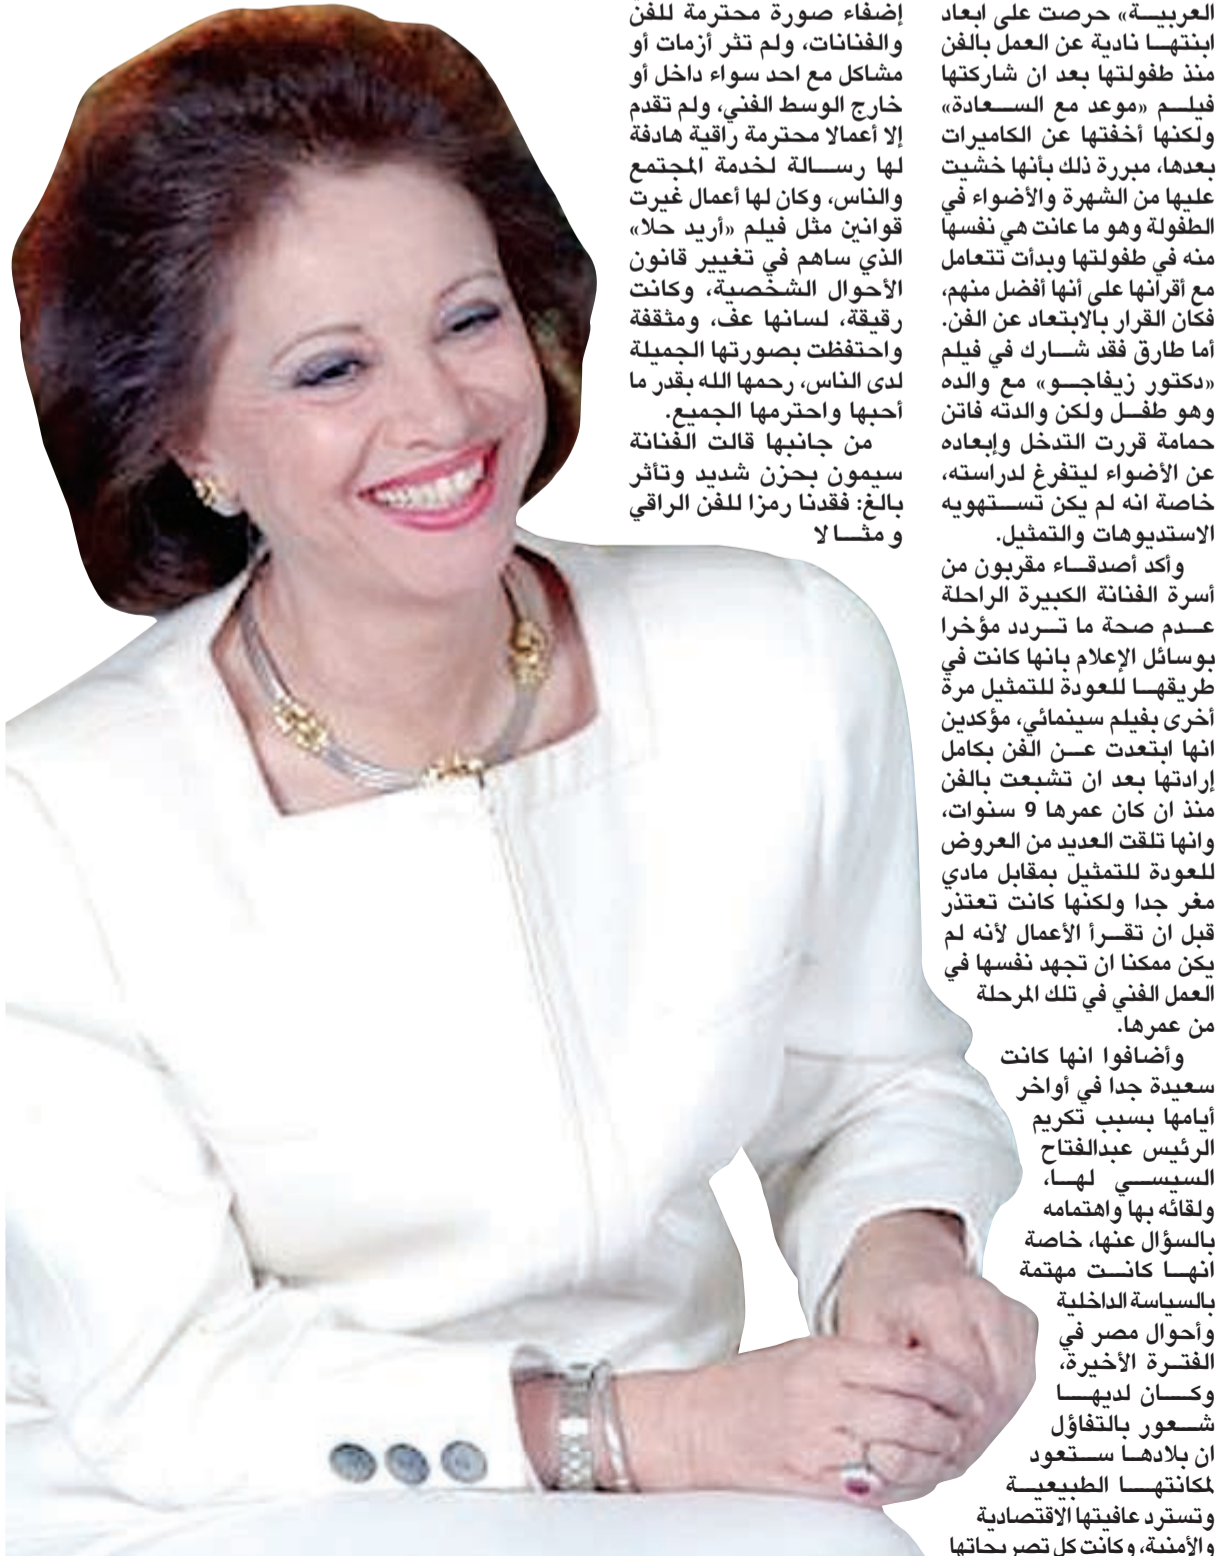 العربيـــة» حرصت على ابعاد
ابنتهـا نادية عن العمل بالفن
منذ طفولتها بعد ان شاركتها
فيلـم «موعد مع السـعادة»
ولكنها أخفتها عن الكاميرات
بعدها، مبررة ذلك بأنها خشيت
عليها من الشهرة والأضواء في
الطفولة وهو ما عانت هي نفسها
منه في طفولتها وبدأت تتعامل
مع أقرانها على أنها أفضل منهم،
فكان القرار بالابتعاد عن الفن.
أما طارق فقد شـارك في فيلم
«دكتور زيفاجـو» مع والده
وهو طفـل ولكن والدته فاتن
حمامة قررت التدخل وإبعاده
عن الأضواء ليتفرغ لدراسته،
خاصة انه لم يكن تسـتهويه
الاستديوهات والتمثيل.
وأكد أصدقـاء مقربون من
أسرة الفنانة الكبيرة الراحلة
عـدم صحة ما تـردد مؤخرا
بوسائل الإعلام بانها كانت في
طريقهـا للعودة للتمثيل مرة
أخرى بفيلم سينمائي، مؤكدين
انها ابتعدت عـن الفن بكامل
إرادتها بعد ان تشبعت بالفن
منذ ان كان عمرها 9 سنوات،
وانها تلقت العديد من العروض
للعودة للتمثيل بمقابل مادي
مغر جدا ولكنها كانت تعتذر
قبل ان تقـرأ الأعمال لأنه لم
يكن ممكنا ان تجهد نفسها في
العمل الفني في تلك المرحلة
من عمرها.
وأضافوا انها كانت
سعيدة جدا في أواخر
أيامها بسبب تكريم
الرئيس عبدالفتاح
السيسـي لهـا،
ولقائه بها واهتمامه
بالسؤال عنها، خاصة
انهـا كانـت مهتمة
بالسياسة الداخلية
وأحوال مصر في
الفتـرة الأخيرة،
وكـان لديهـا
شـعور بالتفاؤل
ان بلادهـا سـتعود
لمكانتهـا الطبيعيـة
وتسترد عافيتها الاقتصادية
والأمنية، وكانت كل تصريحاتها
إضفاء صورة محترمة للفن
والفنانات، ولم تثر أزمات أو
مشاكل مع احد سواء داخل أو
خارج الوسط الفني، ولم تقدم
إلا أعمالا محترمة راقية هادفة
لها رسـالة لخدمة المجتمع
والناس، وكان لها أعمال غيرت
قوانين مثل فيلم «أريد حلا»
الذي ساهم في تغيير قانون
الأحوال الشخصية، وكانت
رقيقة، لسانها عف، ومثقفة
واحتفظت بصورتها الجميلة
لدى الناس، رحمها الله بقدر ما
أحبها واحترمها الجميع.
من جانبها قالت الفنانة
سيمون بحزن شديد وتأثر
بالغ: فقدنا رمزا للفن الراقي
ومثـالا